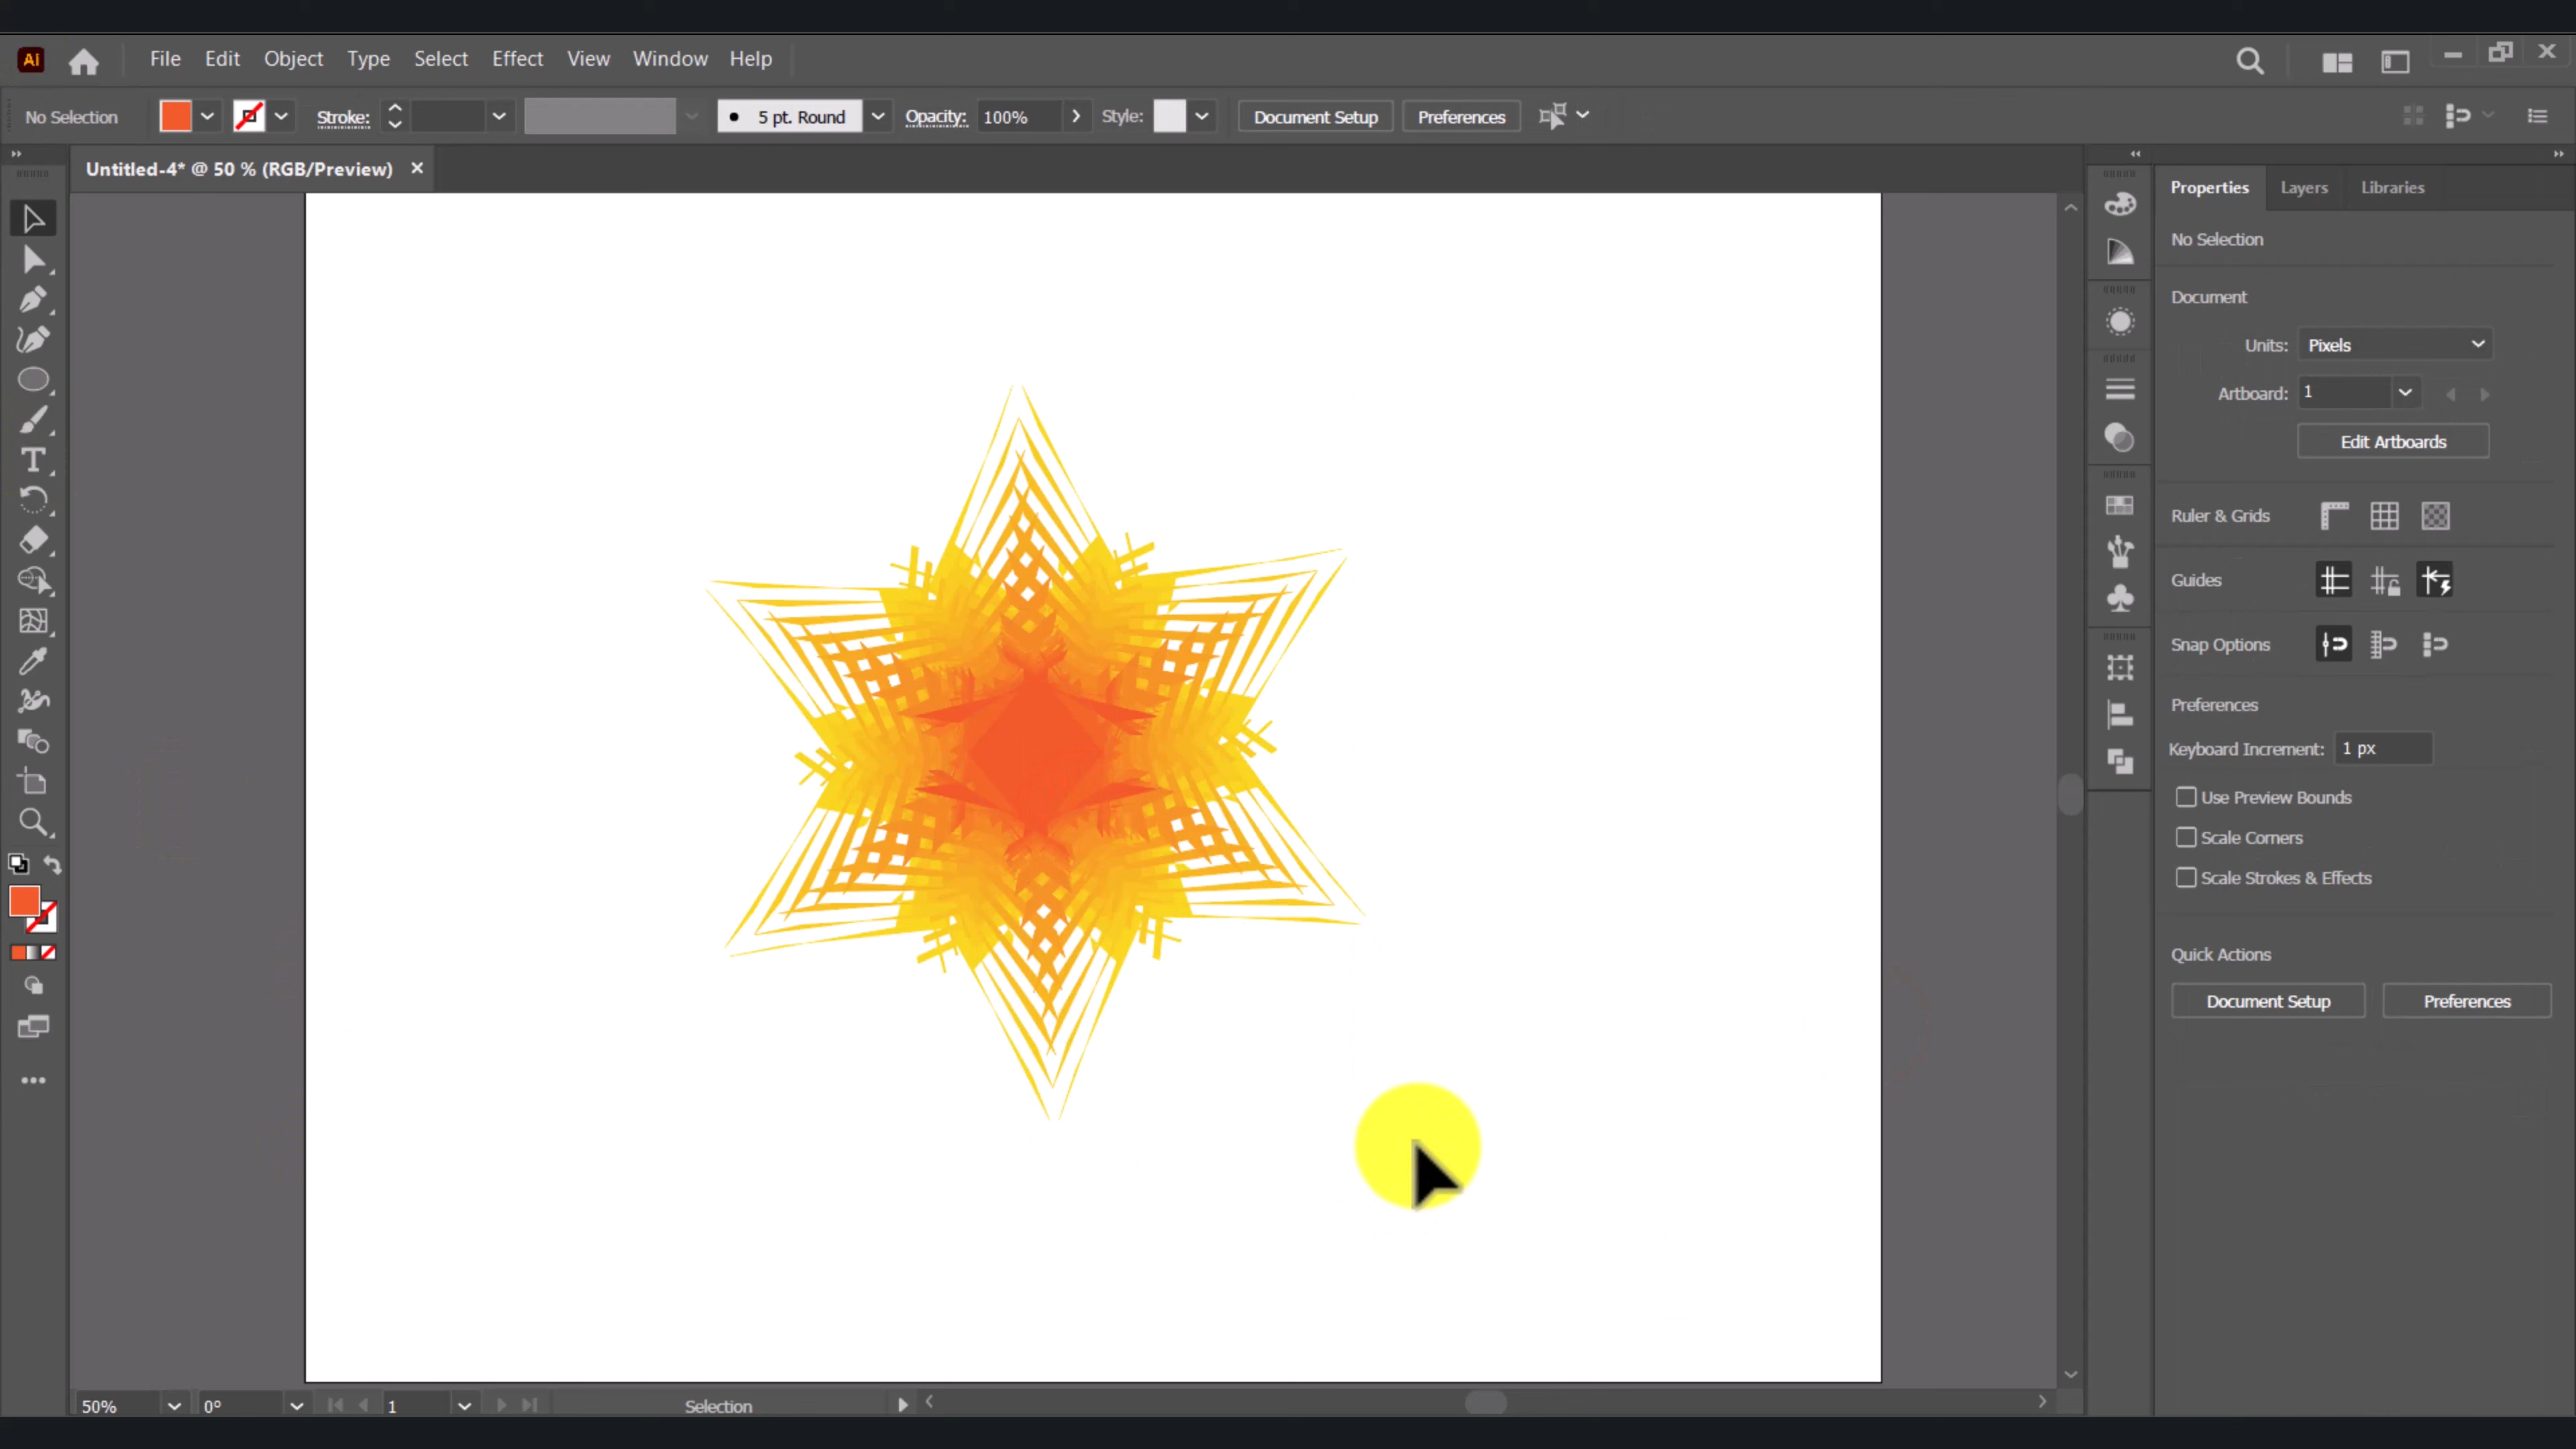 Ai File Edit Object Type Select Effect View Window Help
No Selection Stroke: 5 pt. Round Opacity: 100% Style: Document Setup Preferences
Untitled-4* @ 50 % (RGB/Preview)
Properties Layers Libraries
No Selection
Document
Units: Pixels
Artboard: 1
Edit Artboards
Ruler & Grids
Guides
Snap Options
Preferences
Keyboard Increment: 1 px
Use Preview Bounds
Scale Corners
Scale Strokes & Effects
Quick Actions
Document Setup Preferences
50% 0° 1 Selection